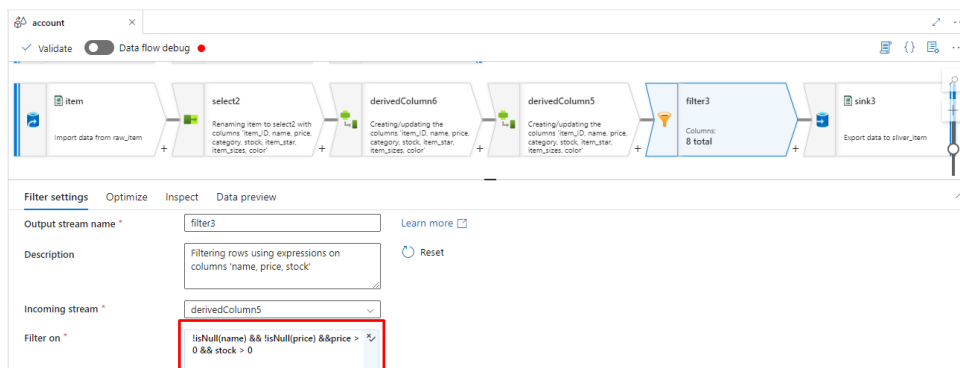 account ×
Validate Data flow debug
item
Import data from raw_item
+
select2
Renaming item to select2 with
columns 'item_ID, name, price,
category, stock, item_star,
item_sizes, color'
+
derivedColumn6
Creating/updating the
columns 'item_ID, name, price,
category, stock, item_star,
item_sizes, color'
+
derivedColumn5
Creating/updating the
columns 'item_ID, name, price,
category, stock, item_star,
item_sizes, color'
+
filter3
Columns:
8 total
+
sink3
Export data to sliver_item
Filter settings Optimize Inspect Data preview
Output stream name * filter3 Learn more
Description Filtering rows using expressions on
columns 'name, price, stock'
Reset
Incoming stream * derivedColumn5
Filter on * !isNull(name) && !isNull(price) &&price >
0 && stock > 0